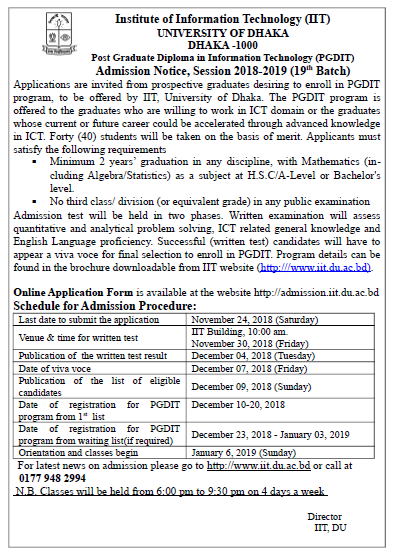 Institute of Information Technology (IIT)
UNIVERSITY OF DHAKA
DHAKA -1000
Post Graduate Diploma in Information Technology (PGDIT)
Admission Notice, Session 2018-2019 (19th Batch)
Applications are invited from prospective graduates desiring to enroll in PGDIT
program, to be offered by IIT, University of Dhaka. The PGDIT program is
offered to the graduates who are willing to work in ICT domain or the graduates
whose current or future career could be accelerated through advanced knowledge
in ICT. Forty (40) students will be taken on the basis of merit. Applicants must
satisfy the following requirements
▪ Minimum 2 years' graduation in any discipline, with Mathematics (in-
cluding Algebra/Statistics) as a subject at H.S.C/A-Level or Bachelor's
level.
▪ No third class/ division (or equivalent grade) in any public examination
Admission test will be held in two phases. Written examination will assess
quantitative and analytical problem solving, ICT related general knowledge and
English Language proficiency. Successful (written test) candidates will have to
appear a viva voce for final selection to enroll in PGDIT. Program details can be
found in the brochure downloadable from IIT website (http://www.iit.du.ac.bd).
Online Application Form is available at the website http://admission.iit.du.ac.bd
Schedule for Admission Procedure:
Last date to submit the application November 24, 2018 (Saturday)
Venue & time for written test IIT Building, 10:00 am.
November 30, 2018 (Friday)
Publication of the written test result December 04, 2018 (Tuesday)
Date of viva voce December 07, 2018 (Friday)
Publication of the list of eligible
candidates December 09, 2018 (Sunday)
Date of registration for PGDIT
program from 1st list December 10-20, 2018
Date of registration for PGDIT
program from waiting list(if required) December 23, 2018 - January 03, 2019
Orientation and classes begin January 6, 2019 (Sunday)
For latest news on admission please go to http://www.iit.du.ac.bd or call at
0177 948 2994
N.B. Classes will be held from 6:00 pm to 9:30 pm on 4 days a week
Director
IIT, DU